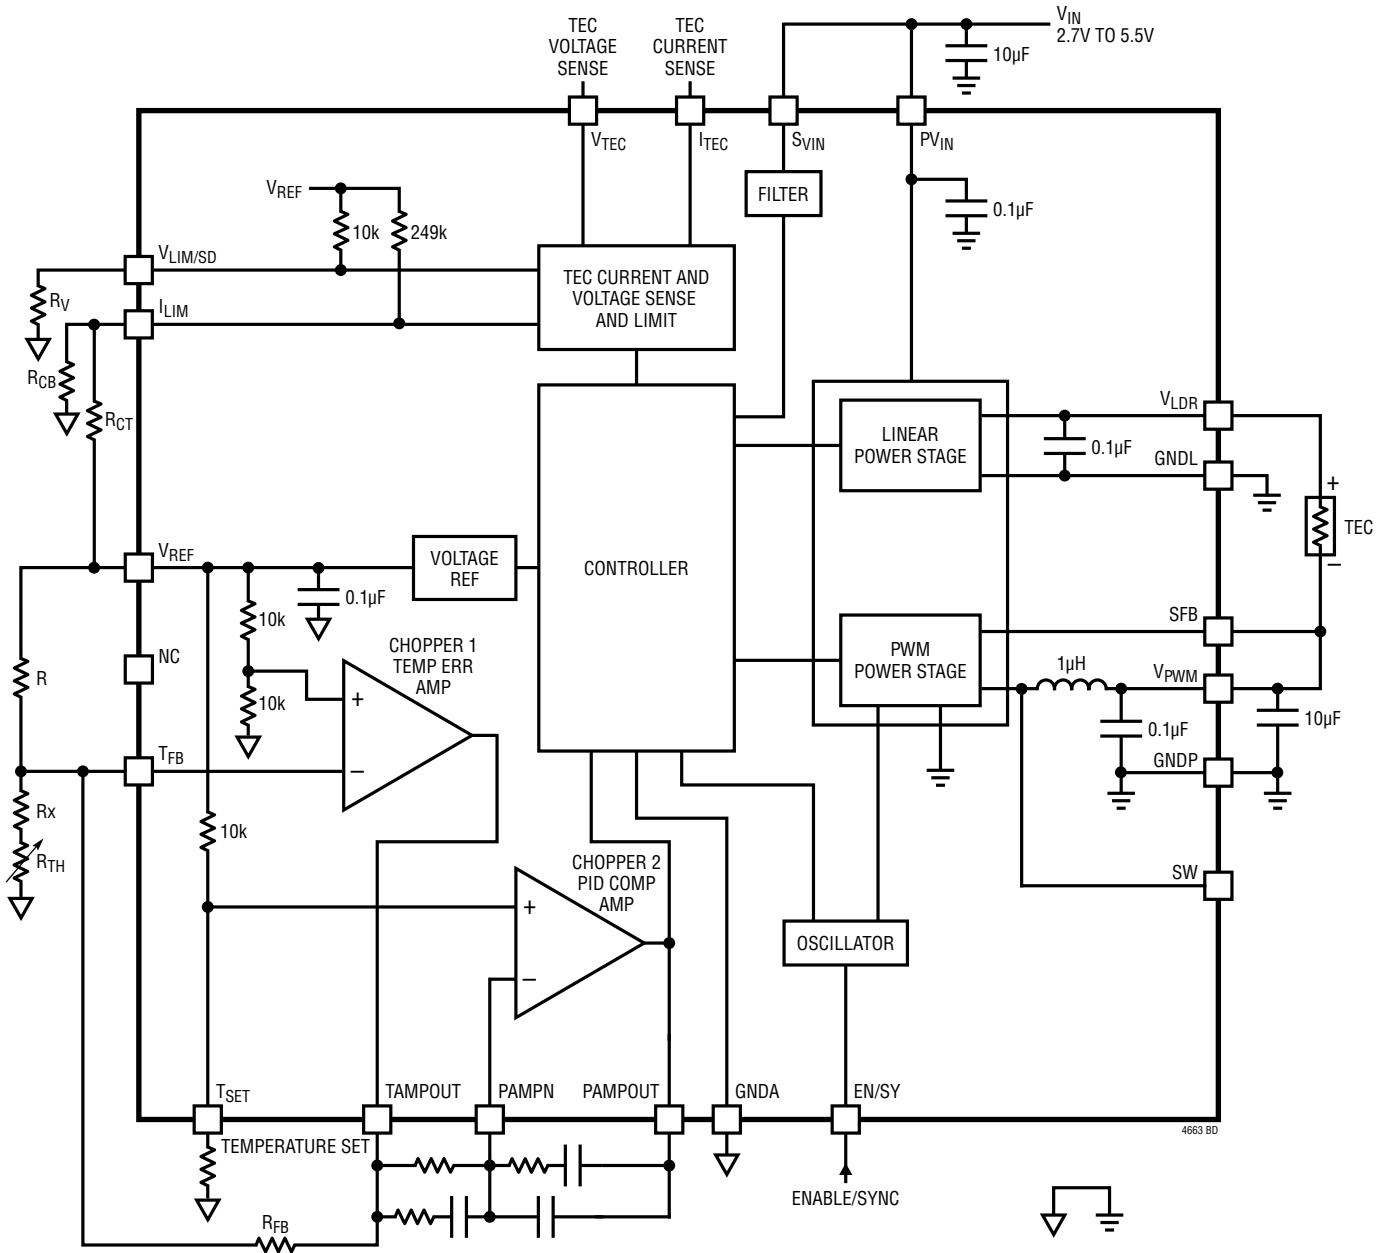 TEC
VOLTAGE
SENSE
TEC
CURRENT
SENSE
VIN
2.7V TO 5.5V
10µF
VTEC
ITEC
SVIN
PVIN
VREF
10k
249k
FILTER
0.1µF
VLIM/SD
RV
ILIM
TEC CURRENT AND
VOLTAGE SENSE
AND LIMIT
RCB
RCT
VLDR
LINEAR
POWER STAGE
0.1µF
GNDL
+
TEC
–
VREF
VOLTAGE
REF
CONTROLLER
0.1µF
10k
SFB
NC
CHOPPER 1
TEMP ERR
AMP
PWM
POWER STAGE
1µH
VPWM
R
10k
+
0.1µF
10µF
TFB
–
GNDP
Rx
10k
RTH
CHOPPER 2
PID COMP
AMP
SW
+
OSCILLATOR
–
TSET
TAMPOUT
PAMPN
PAMPOUT
GNDA
EN/SY
4663 BD
TEMPERATURE SET
ENABLE/SYNC
RFB